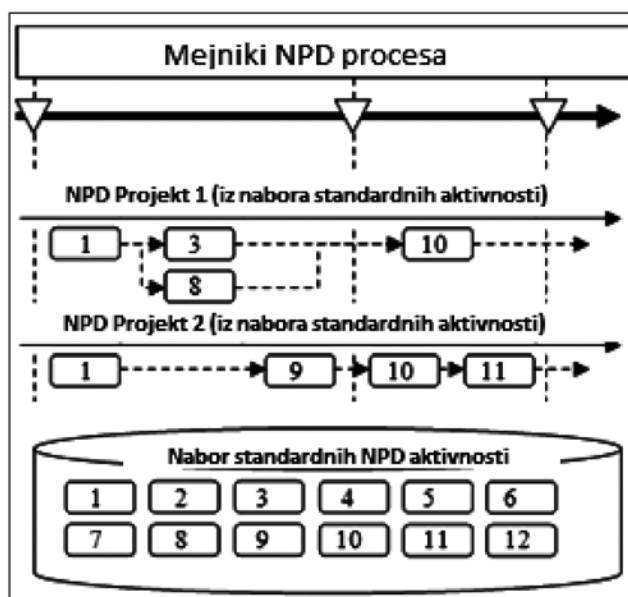 Mejniki NPD procesa
NPD Projekt 1 (iz nabora standardnih aktivnosti)
1 3 10
8
NPD Projekt 2 (iz nabora standardnih aktivnosti)
1 9 10 11
Nabor standardnih NPD aktivnosti
1 2 3 4 5 6
7 8 9 10 11 12